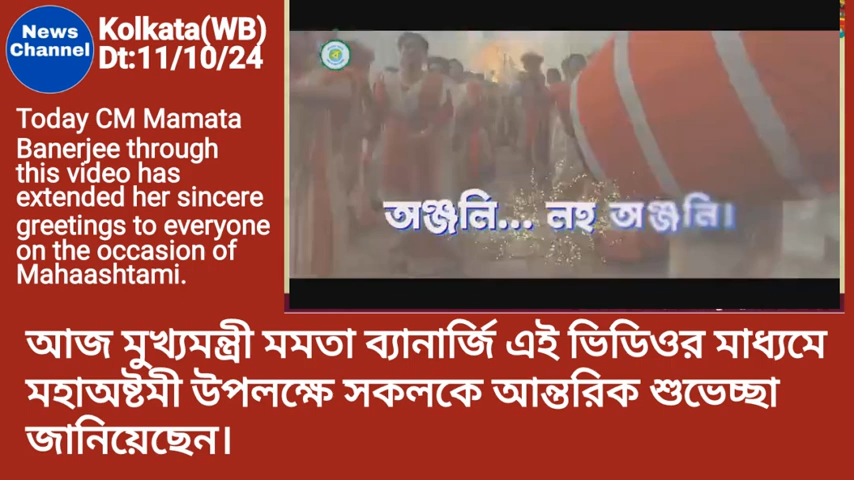 News
Channel
Kolkata(WB)
Dt:11/10/24
Today CM Mamata
Banerjee through
this video has
extended her sincere
greetings to everyone
on the occasion of
Mahaashtami.
অঞ্জলি... লহ অঞ্জলি।
আজ মুখ্যমন্ত্রী মমতা ব্যানার্জি এই ভিডিওর মাধ্যমে
মহাঅষ্টমী উপলক্ষে সকলকে আন্তরিক শুভেচ্ছা
জানিয়েছেন।